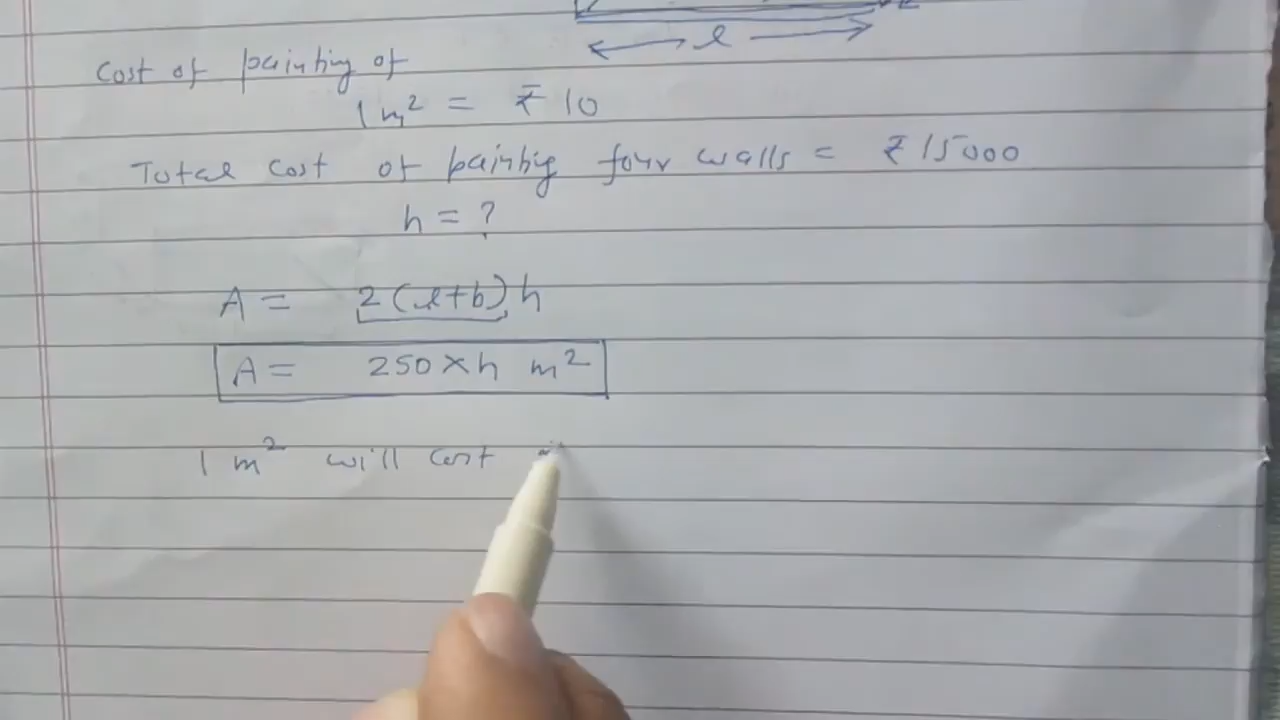 l
Cost of painting of
1 m² = ₹ 10
Total cost of painting four walls = ₹ 15000
h = ?
A = 2(l+b)h
A = 250×h m²
1 m² will cost